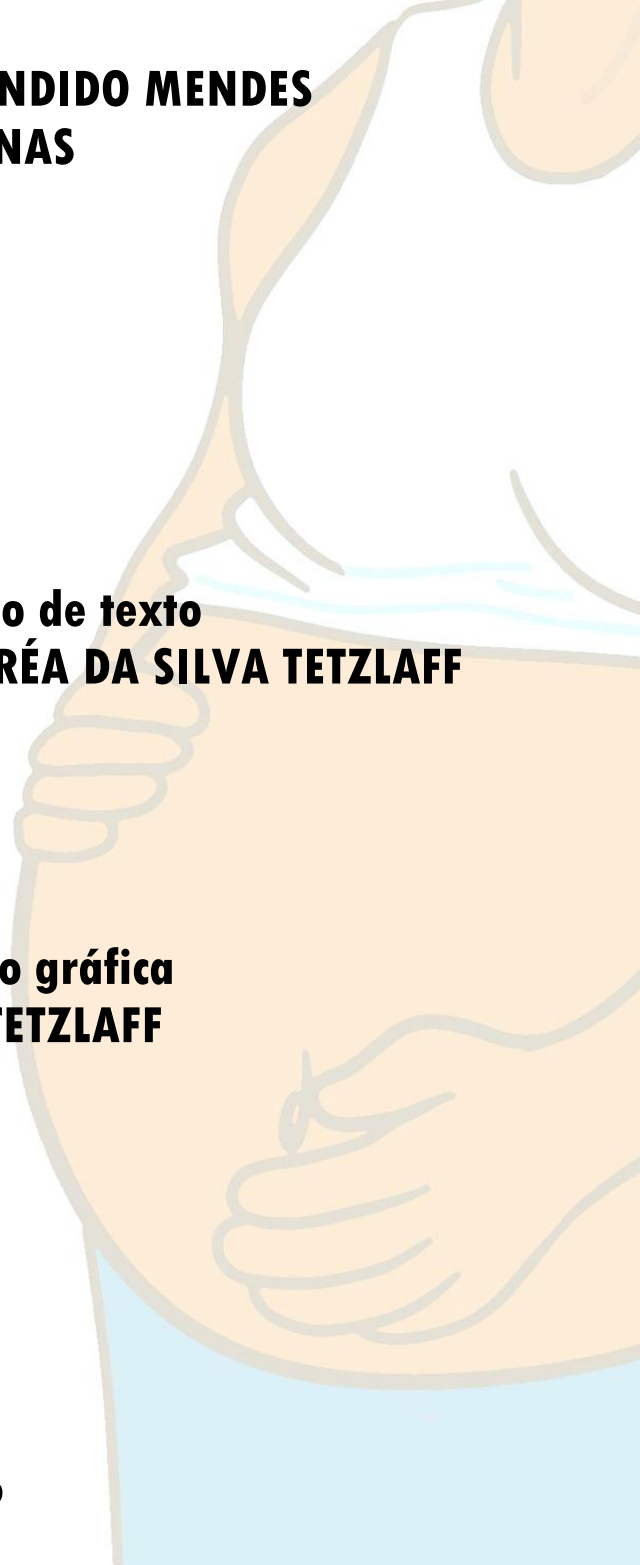 NDIDO MENDES
NAS
o de texto
RÉA DA SILVA TETZLAFF
o gráfica
TETZLAFF